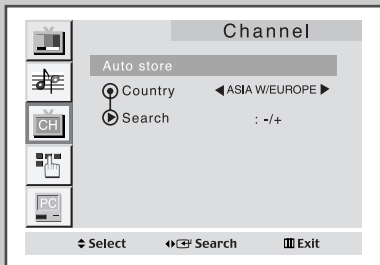 Channel
Auto store
Country ◀ ASIA W/EUROPE ▶
CH
Search : -/+
PC
Select Search Exit